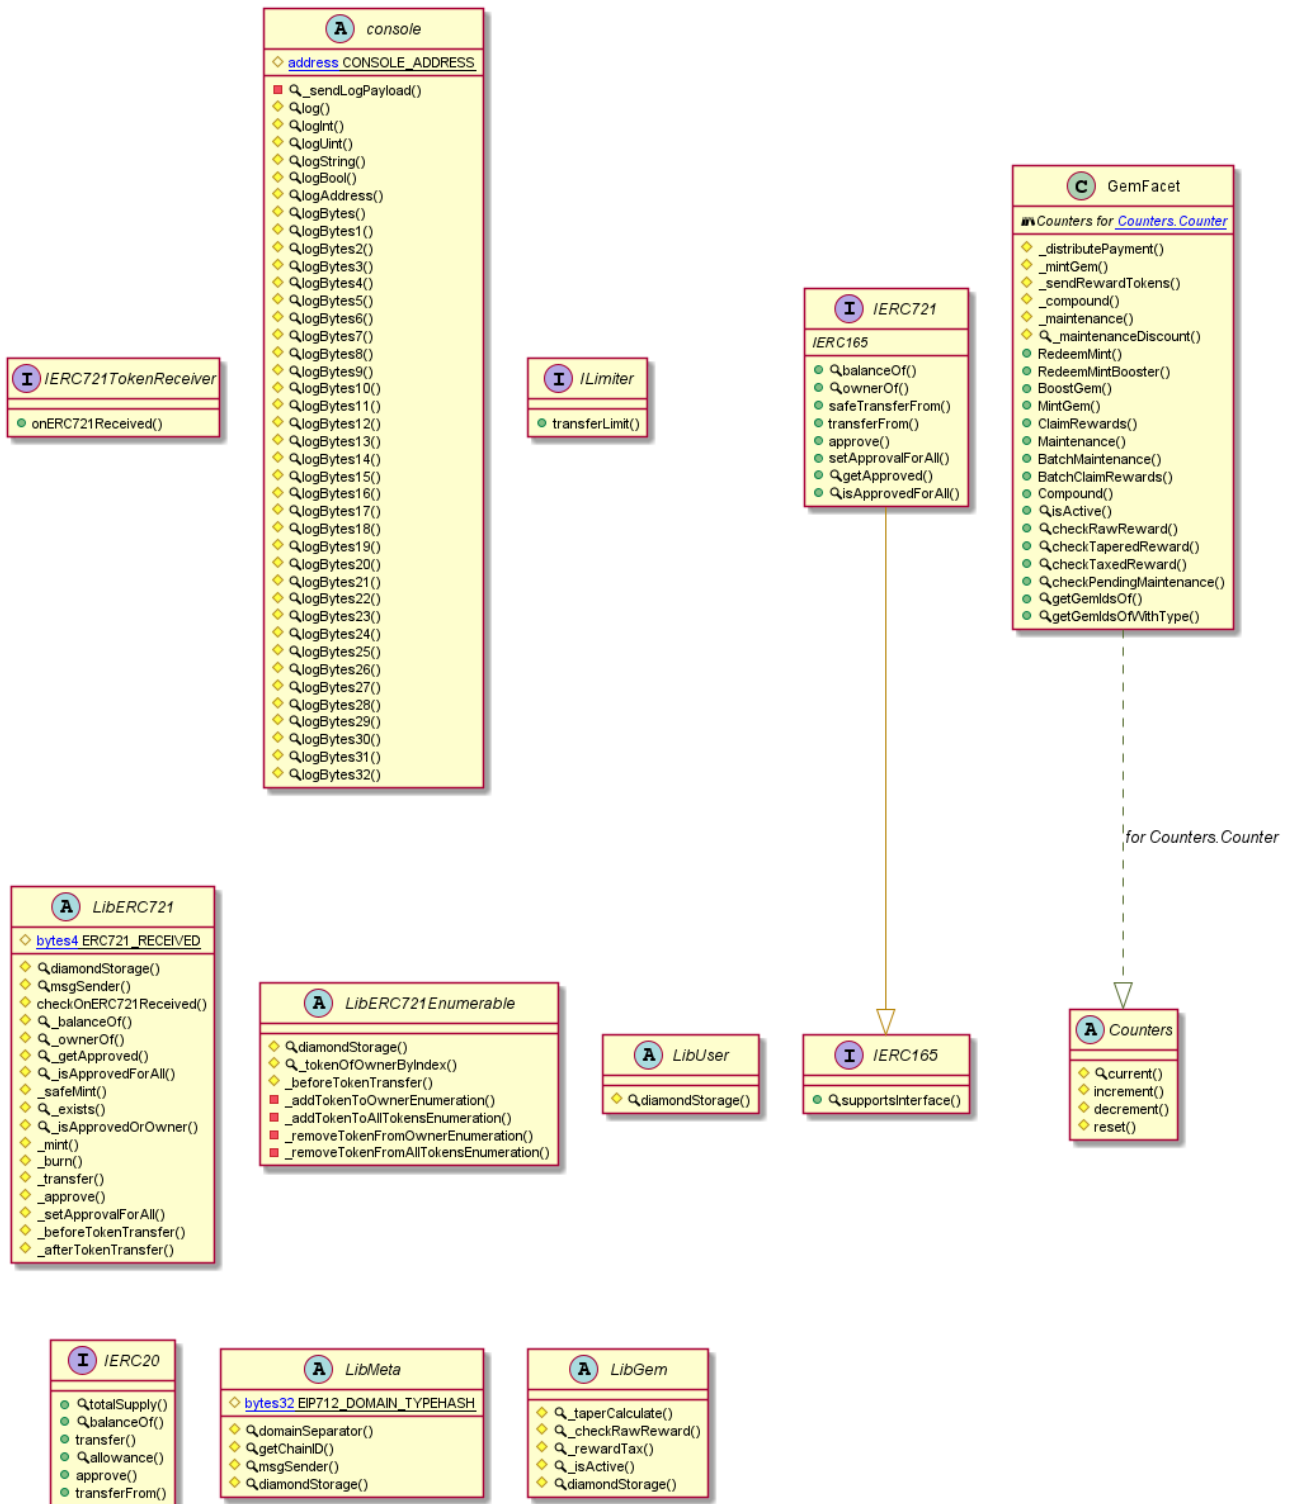 A console
address CONSOLE_ADDRESS
_sendLogPayload()
log()
logInt()
logUint()
logString()
logBool()
logAddress()
logBytes()
logBytes1()
logBytes2()
logBytes3()
logBytes4()
logBytes5()
logBytes6()
logBytes7()
logBytes8()
logBytes9()
logBytes10()
logBytes11()
logBytes12()
logBytes13()
logBytes14()
logBytes15()
logBytes16()
logBytes17()
logBytes18()
logBytes19()
logBytes20()
logBytes21()
logBytes22()
logBytes23()
logBytes24()
logBytes25()
logBytes26()
logBytes27()
logBytes28()
logBytes29()
logBytes30()
logBytes31()
logBytes32()
I IERC721TokenReceiver
onERC721Received()
I ILimiter
transferLimit()
I IERC721
IERC165
balanceOf()
ownerOf()
safeTransferFrom()
transferFrom()
approve()
setApprovalForAll()
getApproved()
isApprovedForAll()
C GemFacet
Counters for Counters.Counter
_distributePayment()
_mintGem()
_sendRewardTokens()
_compound()
_maintenance()
_maintenanceDiscount()
RedeemMint()
RedeemMintBooster()
BoostGem()
MintGem()
ClaimRewards()
Maintenance()
BatchMaintenance()
BatchClaimRewards()
Compound()
isActive()
checkRawReward()
checkTaperedReward()
checkTaxedReward()
checkPendingMaintenance()
getGemIdsOf()
getGemIdsOfWithType()
for Counters.Counter
A LibERC721
bytes4 ERC721_RECEIVED
diamondStorage()
msgSender()
checkOnERC721Received()
_balanceOf()
_ownerOf()
_getApproved()
_isApprovedForAll()
_safeMint()
_exists()
_isApprovedOrOwner()
_mint()
_burn()
_transfer()
_approve()
_setApprovalForAll()
_beforeTokenTransfer()
_afterTokenTransfer()
A LibERC721Enumerable
diamondStorage()
_tokenOfOwnerByIndex()
_beforeTokenTransfer()
_addTokenToOwnerEnumeration()
_addTokenToAllTokensEnumeration()
_removeTokenFromOwnerEnumeration()
_removeTokenFromAllTokensEnumeration()
A LibUser
diamondStorage()
I IERC165
supportsInterface()
A Counters
current()
increment()
decrement()
reset()
I IERC20
totalSupply()
balanceOf()
transfer()
allowance()
approve()
transferFrom()
A LibMeta
bytes32 EIP712_DOMAIN_TYPEHASH
domainSeparator()
getChainID()
msgSender()
diamondStorage()
A LibGem
_taperCalculate()
_checkRawReward()
_rewardTax()
_isActive()
diamondStorage()